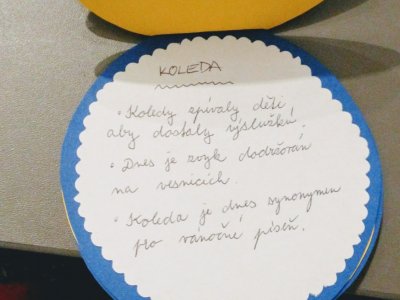 KOLEDA
• Koledy zpívaly děti
aby dostaly výslužku.
• Dnes je zvyk dodržován
na vesnicích.
• Koleda je dnes synonymem
pro vánoční píseň.